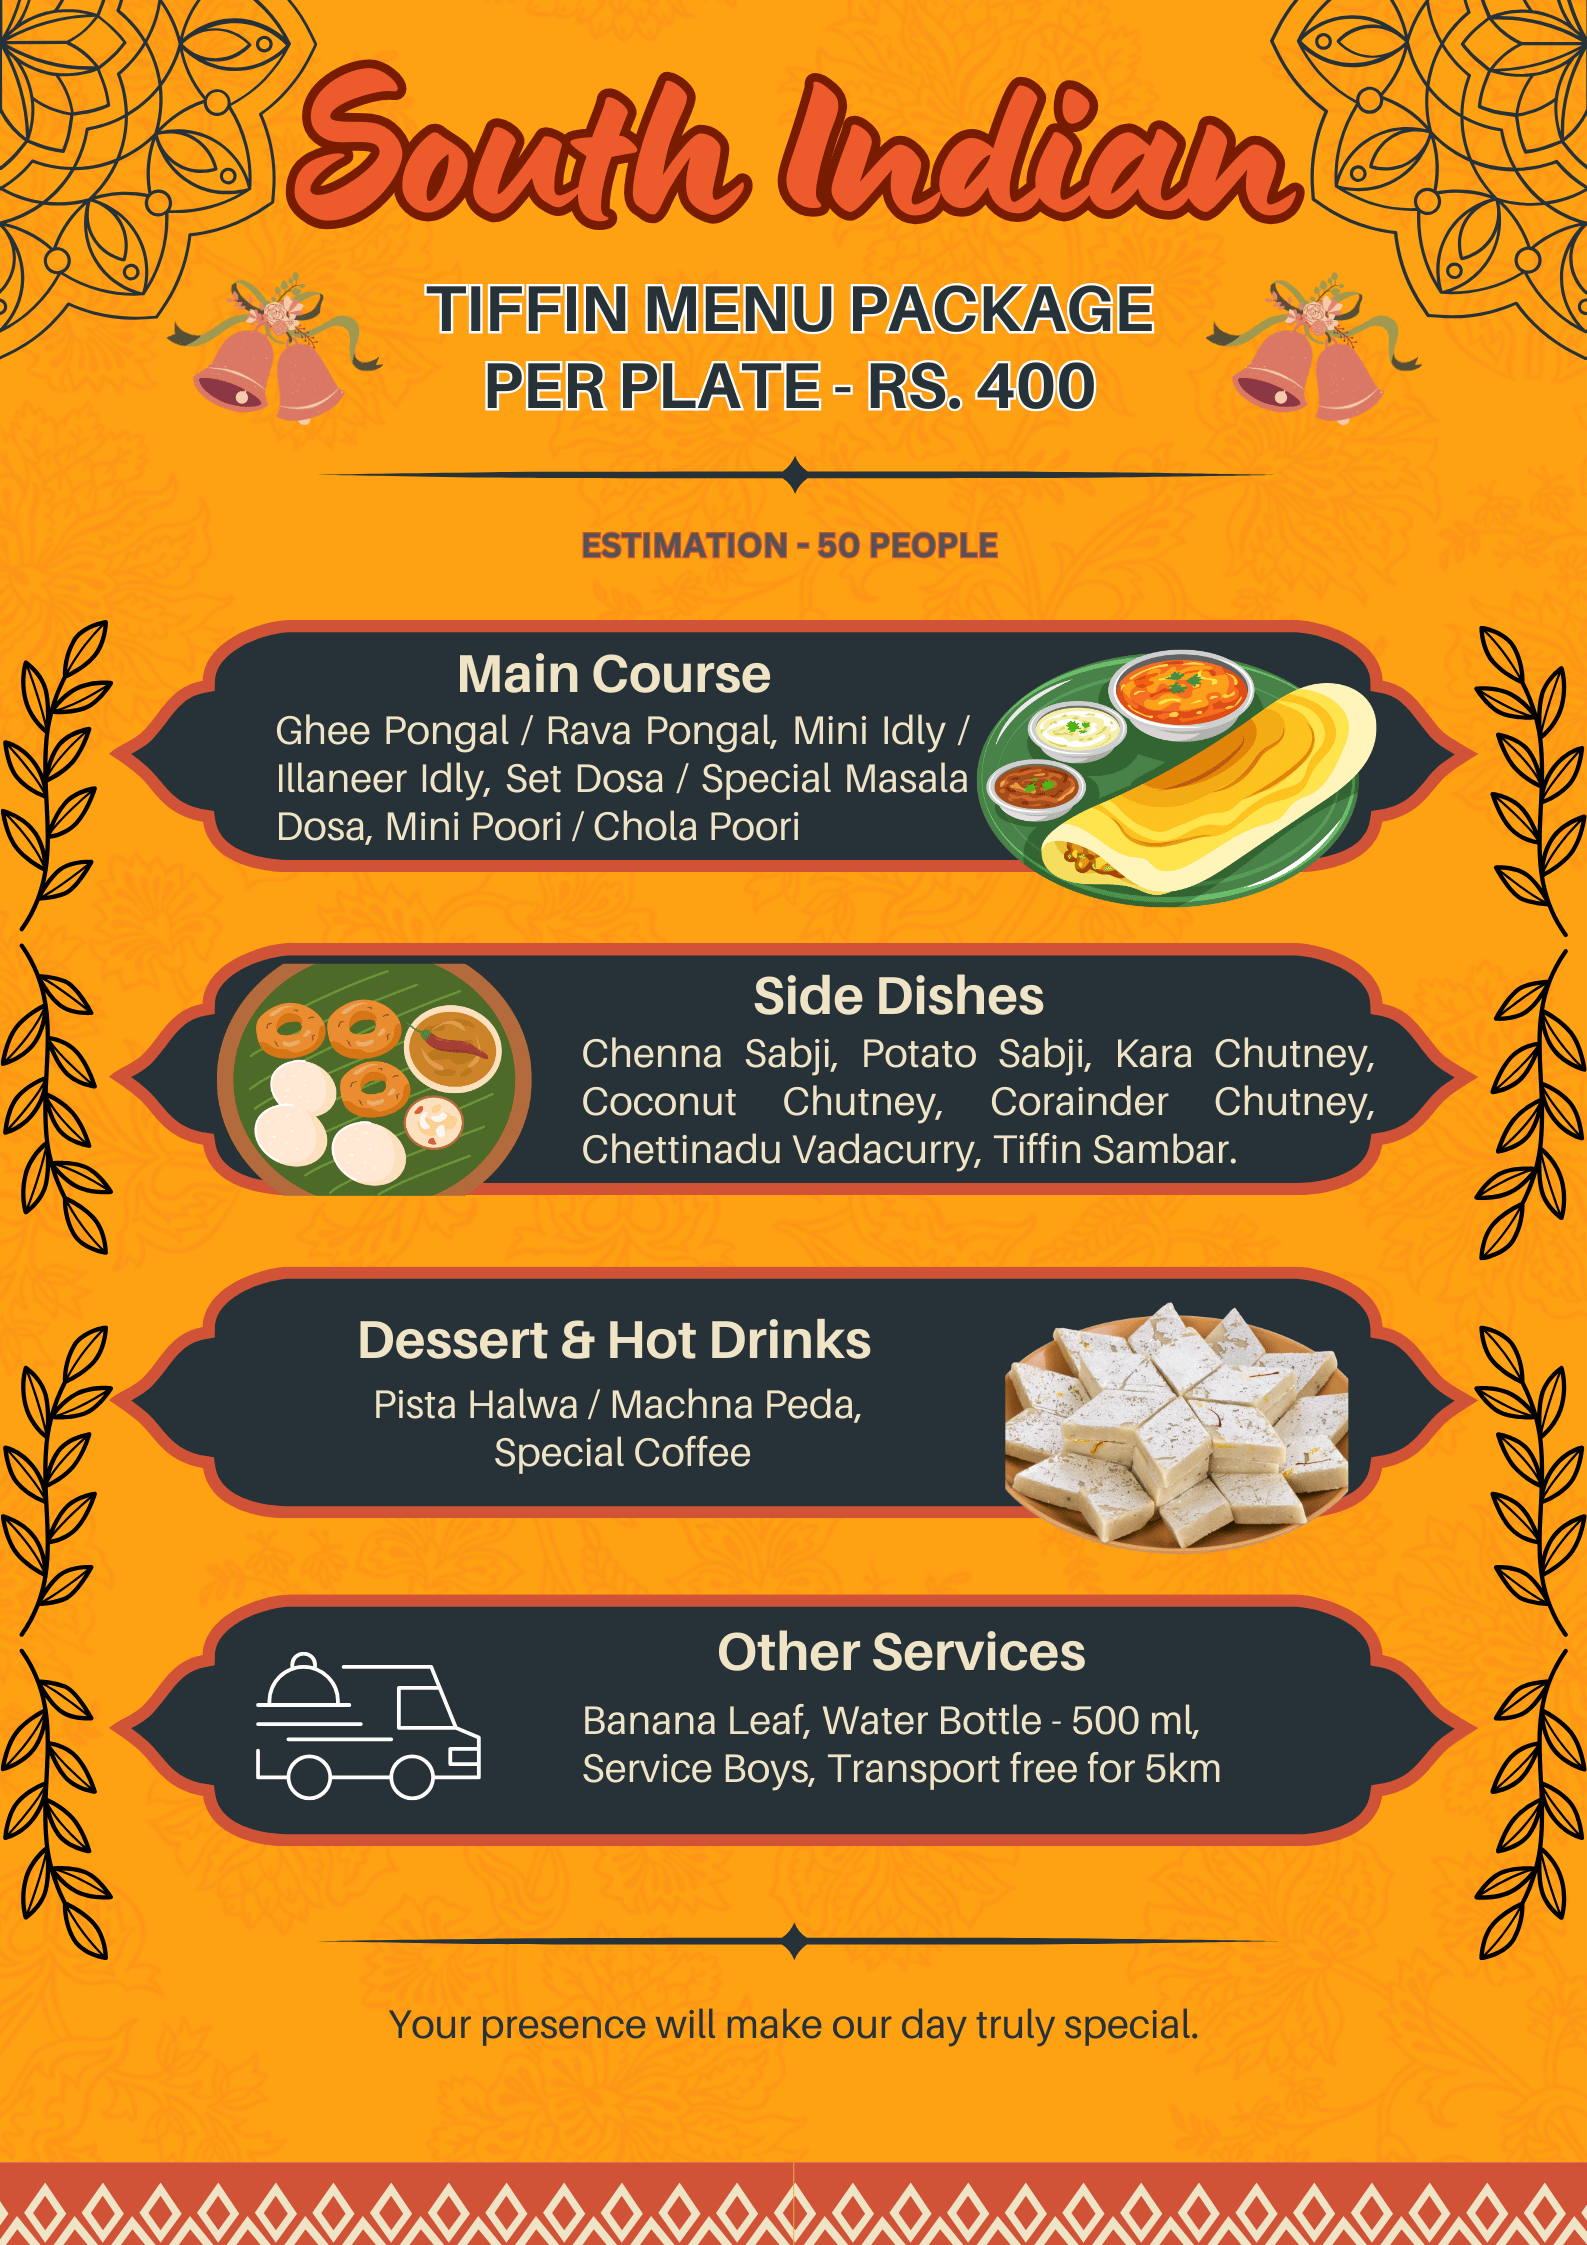 South Indian
TIFFIN MENU PACKAGE
PER PLATE - RS. 400
ESTIMATION - 50 PEOPLE
Main Course
Ghee Pongal / Rava Pongal, Mini Idly /
Illaneer Idly, Set Dosa / Special Masala
Dosa, Mini Poori / Chola Poori
Side Dishes
Chenna Sabji, Potato Sabji, Kara Chutney,
Coconut Chutney, Corainder Chutney,
Chettinadu Vadacurry, Tiffin Sambar.
Dessert & Hot Drinks
Pista Halwa / Machna Peda,
Special Coffee
Other Services
Banana Leaf, Water Bottle - 500 ml,
Service Boys, Transport free for 5km
Your presence will make our day truly special.